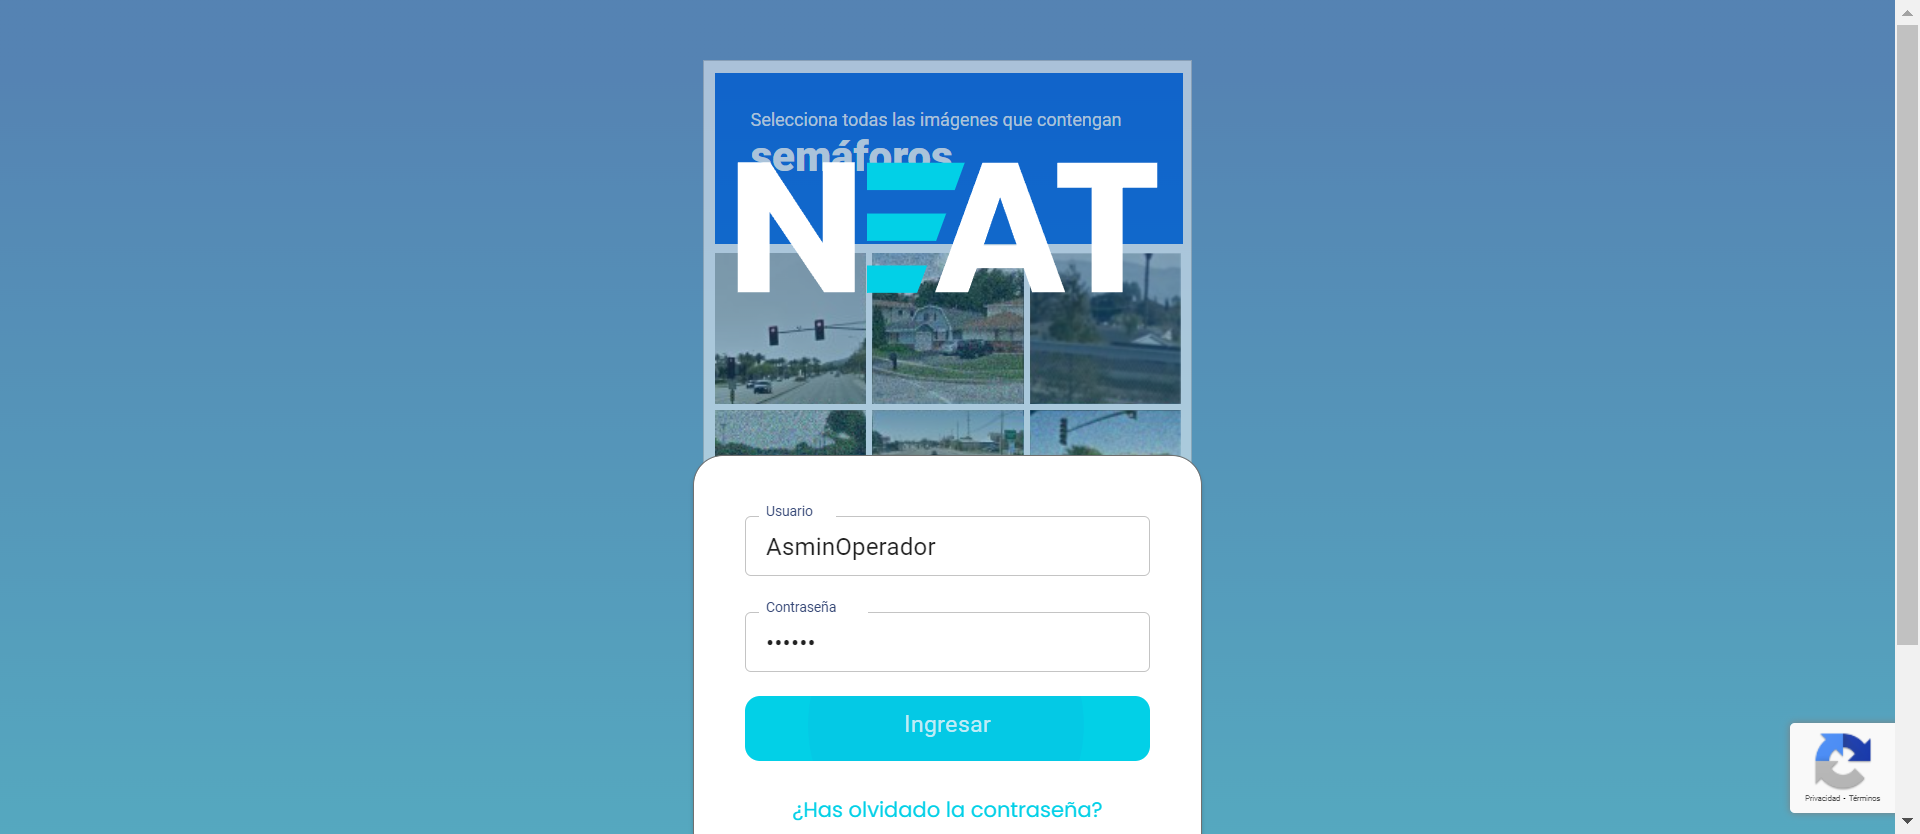 Selecciona todas las imágenes que contengan
semáforos
NEAT
Usuario
AsminOperador
Contraseña
••••••
Ingresar
¿Has olvidado la contraseña?
Privacidad - Términos